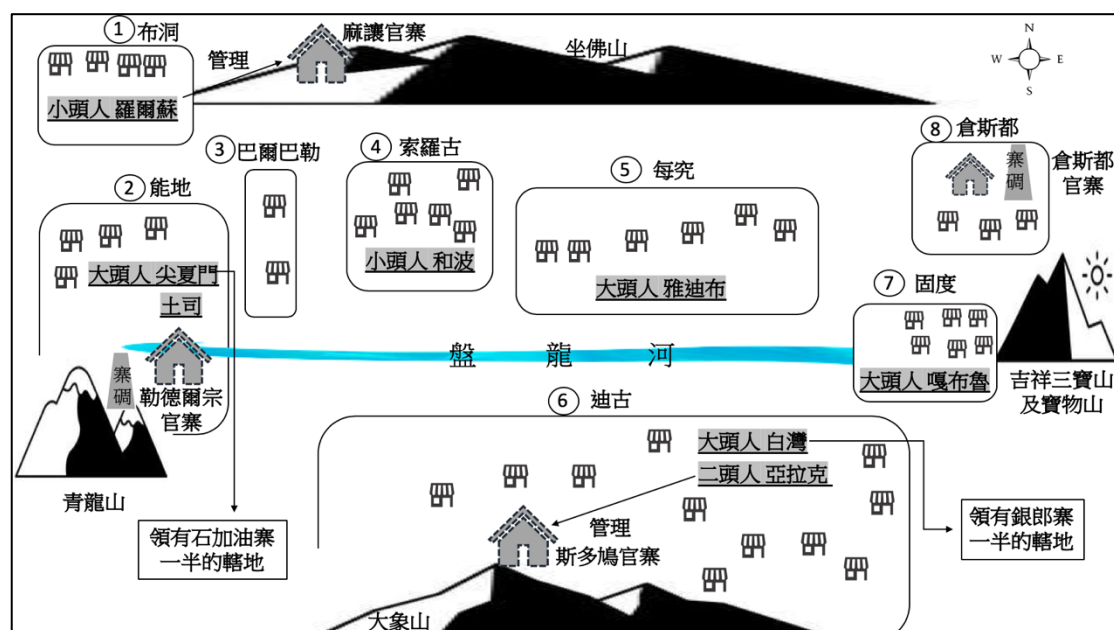 ① 布洞
管理
小頭人 羅爾蘇
麻讓官寨
坐佛山
N
W
E
S
② 能地
大頭人 尖夏門
土司
寨
碉
勒德爾宗
官寨
青龍山
領有石加油寨
一半的轄地
③ 巴爾巴勒
④ 索羅古
小頭人 和波
⑤ 每究
大頭人 雅迪布
⑧ 倉斯都
寨
碉
倉斯都
官寨
⑦ 固度
大頭人 嘎布魯
吉祥三寶山
及寶物山
盤龍河
⑥ 迪古
大頭人 白灣
二頭人 亞拉克
管理
斯多鳩官寨
大象山
領有銀郎寨
一半的轄地